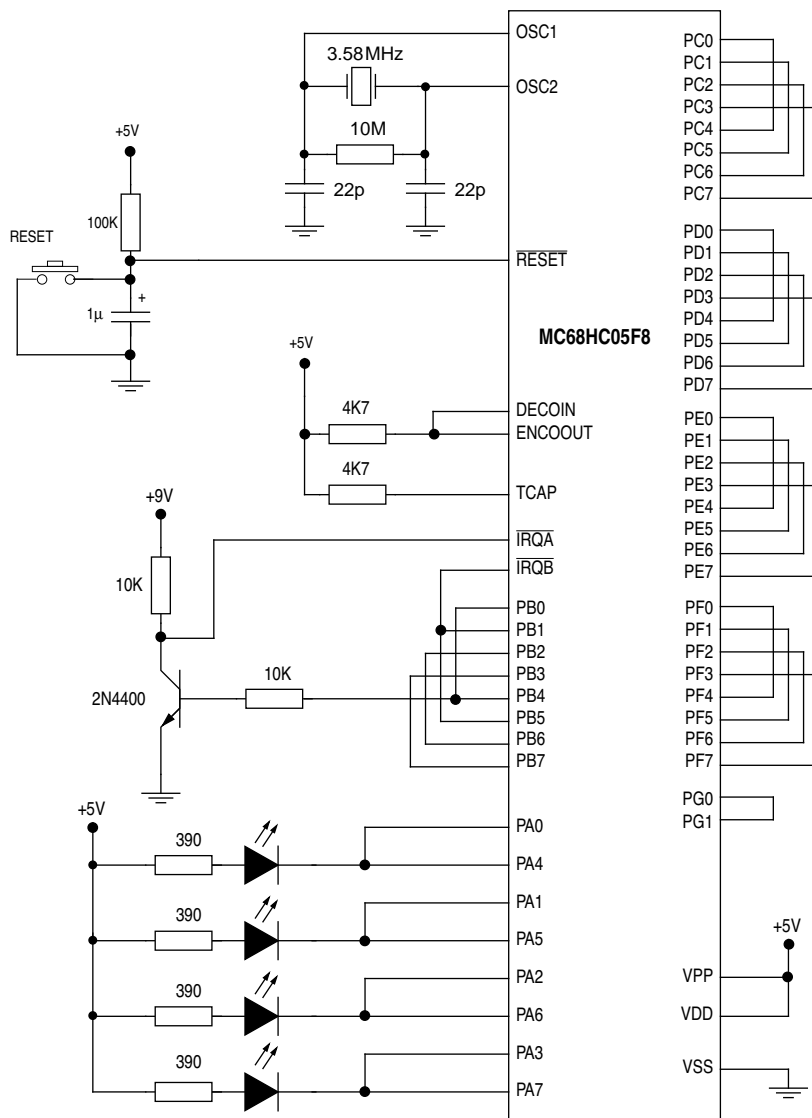 OSC1
3.58MHz
OSC2
10M
22p
22p
+5V
100K
RESET
1µ
+
RESET
MC68HC05F8
+5V
4K7
DECOIN
ENCOOUT
4K7
TCAP
+9V
IRQA
10K
IRQB
PB0
PB1
PB2
10K
PB3
2N4400
PB4
PB5
PB6
PB7
+5V
390
PA0
PA4
390
PA1
PA5
390
PA2
PA6
390
PA3
PA7
PC0
PC1
PC2
PC3
PC4
PC5
PC6
PC7
PD0
PD1
PD2
PD3
PD4
PD5
PD6
PD7
PE0
PE1
PE2
PE3
PE4
PE5
PE6
PE7
PF0
PF1
PF2
PF3
PF4
PF5
PF6
PF7
PG0
PG1
+5V
VPP
VDD
VSS